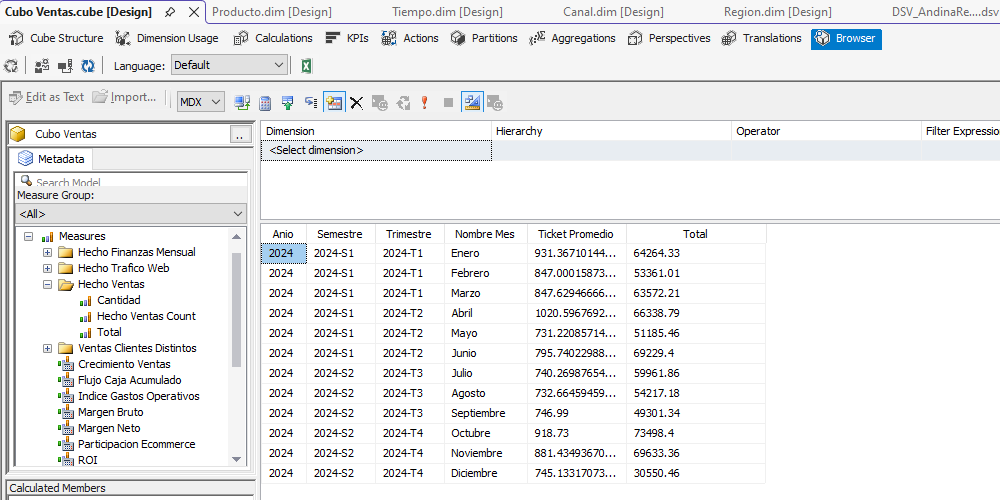 Cubo Ventas.cube [Design] Producto.dim [Design] Tiempo.dim [Design] Canal.dim [Design] Region.dim [Design] DSV_AndinaRe....dsv
Cube Structure Dimension Usage Calculations KPIs Actions Partitions Aggregations Perspectives Translations Browser
Language: Default
Edit as Text Import... MDX
Cubo Ventas ..
Metadata
Search Model
Measure Group:
<All>
Measures
Hecho Finanzas Mensual
Hecho Trafico Web
Hecho Ventas
Cantidad
Hecho Ventas Count
Total
Ventas Clientes Distintos
Crecimiento Ventas
Flujo Caja Acumulado
Indice Gastos Operativos
Margen Bruto
Margen Neto
Participacion Ecommerce
ROI
Calculated Members
Dimension Hierarchy Operator Filter Expressio
<Select dimension>
Anio Semestre Trimestre Nombre Mes Ticket Promedio Total
2024 2024-S1 2024-T1 Enero 931.36710144... 64264.33
2024 2024-S1 2024-T1 Febrero 847.00015873... 53361.01
2024 2024-S1 2024-T1 Marzo 847.62946666... 63572.21
2024 2024-S1 2024-T2 Abril 1020.5967692... 66338.79
2024 2024-S1 2024-T2 Mayo 731.22085714... 51185.46
2024 2024-S1 2024-T2 Junio 795.74022988... 69229.4
2024 2024-S2 2024-T3 Julio 740.26987654... 59961.86
2024 2024-S2 2024-T3 Agosto 732.66459459... 54217.18
2024 2024-S2 2024-T3 Septiembre 746.99 49301.34
2024 2024-S2 2024-T4 Octubre 918.73 73498.4
2024 2024-S2 2024-T4 Noviembre 881.43493670... 69633.36
2024 2024-S2 2024-T4 Diciembre 745.13317073... 30550.46